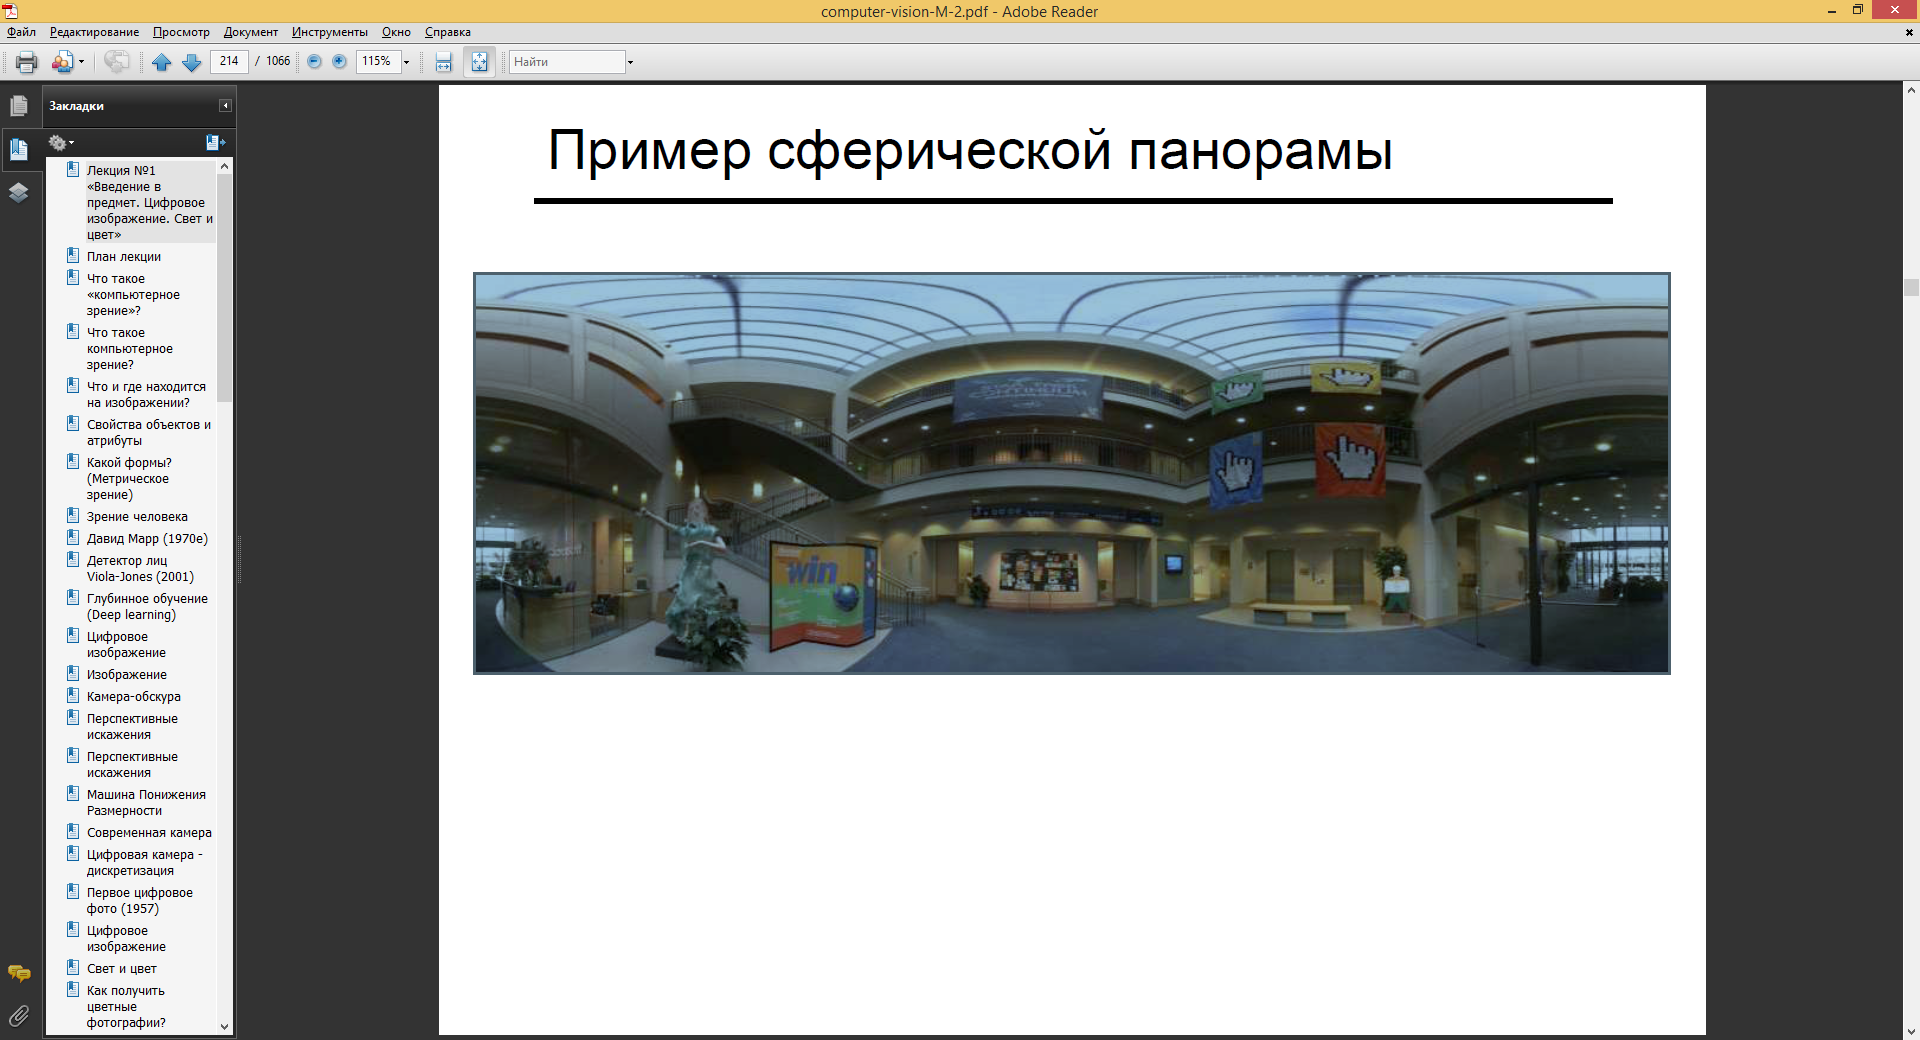 computer-vision-M-2.pdf - Adobe Reader
Файл Редактирование Просмотр Документ Инструменты Окно Справка
214 / 1066 115% Найти
Закладки
Лекция №1
«Введение в
предмет. Цифровое
изображение. Свет и
цвет»
План лекции
Что такое
«компьютерное
зрение»?
Что такое
компьютерное
зрение?
Что и где находится
на изображении?
Свойства объектов и
атрибуты
Какой формы?
(Метрическое
зрение)
Зрение человека
Давид Марр (1970е)
Детектор лиц
Viola-Jones (2001)
Глубинное обучение
(Deep learning)
Цифровое
изображение
Изображение
Камера-обскура
Перспективные
искажения
Перспективные
искажения
Машина Понижения
Размерности
Современная камера
Цифровая камера -
дискретизация
Первое цифровое
фото (1957)
Цифровое
изображение
Свет и цвет
Как получить
цветные
фотографии?
Пример сферической панорамы
CONTINUUM
win